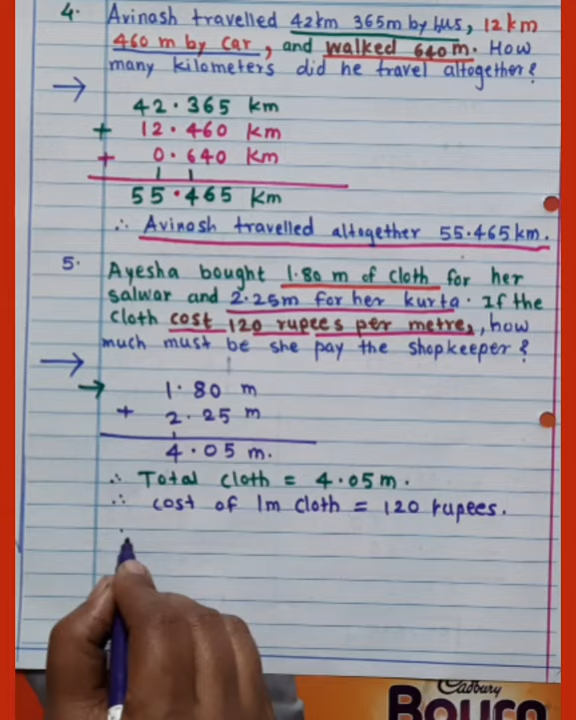 4. Avinash travelled 42km 365m by bus, 12km
460 m by car, and walked 640 m. How
many kilometers did he travel altogether?
→
42.365 km
+ 12.460 km
+ 0.640 km
55.465 km
∴ Avinash travelled altogether 55.465km.
5. Ayesha bought 1.80 m of cloth for her
salwar and 2.25m for her kurta. If the
cloth cost 120 rupees per metre, how
much must be she pay the shopkeeper?
→
→ 1.80 m
+ 2.25 m
4.05 m.
∴ Total cloth = 4.05 m.
∴ cost of 1m cloth = 120 rupees.
Cadbury
Bourn